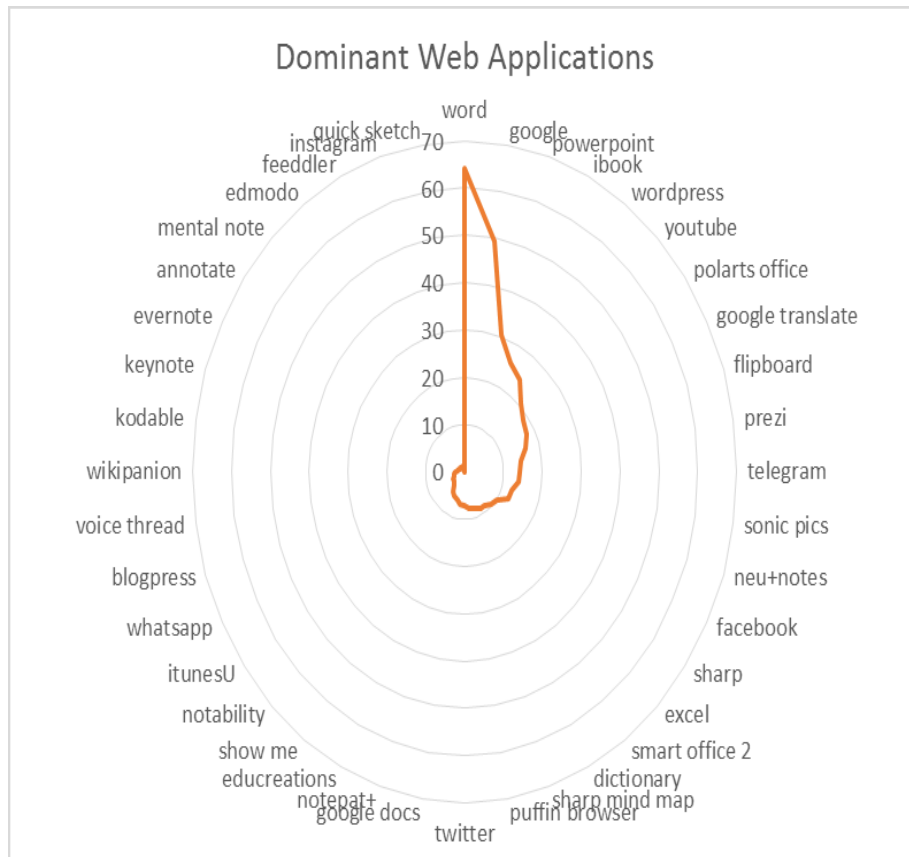 Dominant Web Applications
word
google
powerpoint
ibook
wordpress
youtube
polarts office
google translate
flipboard
prezi
telegram
sonic pics
neu+notes
facebook
sharp
excel
smart office 2
dictionary
sharp mind map
puffin browser
twitter
google docs
notepat+
educreations
show me
notability
itunesU
whatsapp
blogpress
voice thread
wikipanion
kodable
keynote
evernote
annotate
mental note
edmodo
feeddler
instagram
quick sketch
70
60
50
40
30
20
10
0